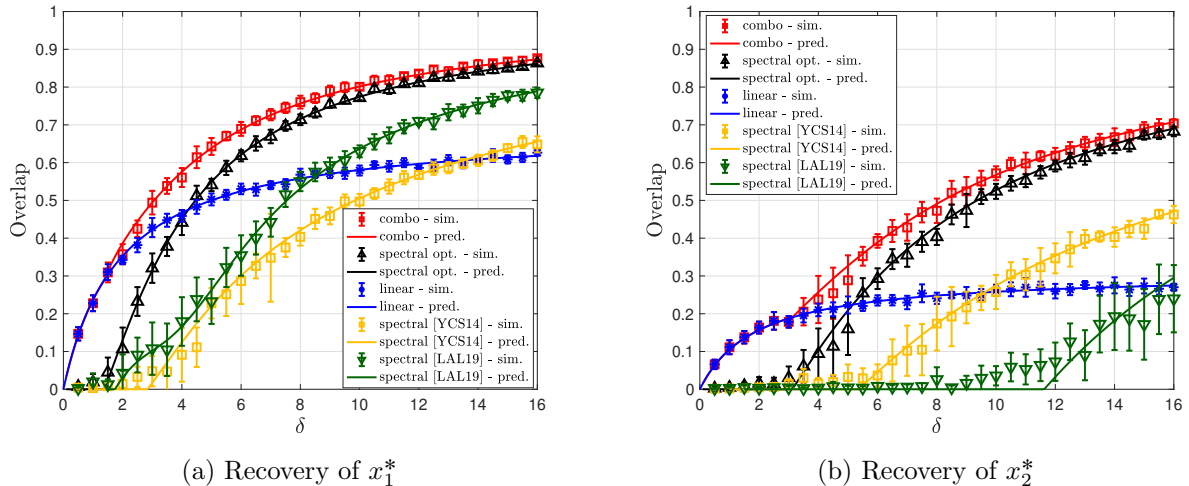 1
0.9
0.8
0.7
0.6
0.5
0.4
0.3
0.2
0.1
0
Overlap
0 2 4 6 8 10 12 14 16
δ
combo - sim.
combo - pred.
spectral opt. - sim.
spectral opt. - pred.
linear - sim.
linear - pred.
spectral [YCS14] - sim.
spectral [YCS14] - pred.
spectral [LAL19] - sim.
spectral [LAL19] - pred.
(a) Recovery of x₁*
1
0.9
0.8
0.7
0.6
0.5
0.4
0.3
0.2
0.1
0
Overlap
0 2 4 6 8 10 12 14 16
δ
combo - sim.
combo - pred.
spectral opt. - sim.
spectral opt. - pred.
linear - sim.
linear - pred.
spectral [YCS14] - sim.
spectral [YCS14] - pred.
spectral [LAL19] - sim.
spectral [LAL19] - pred.
(b) Recovery of x₂*